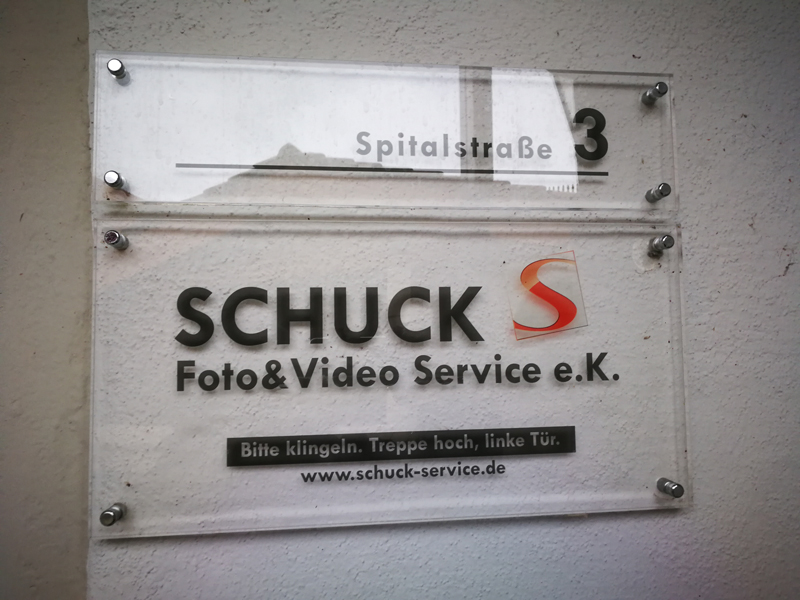 Spitalstraße 3
SCHUCK
Foto&Video Service e.K.
Bitte klingeln. Treppe hoch, linke Tür.
www.schuck-service.de